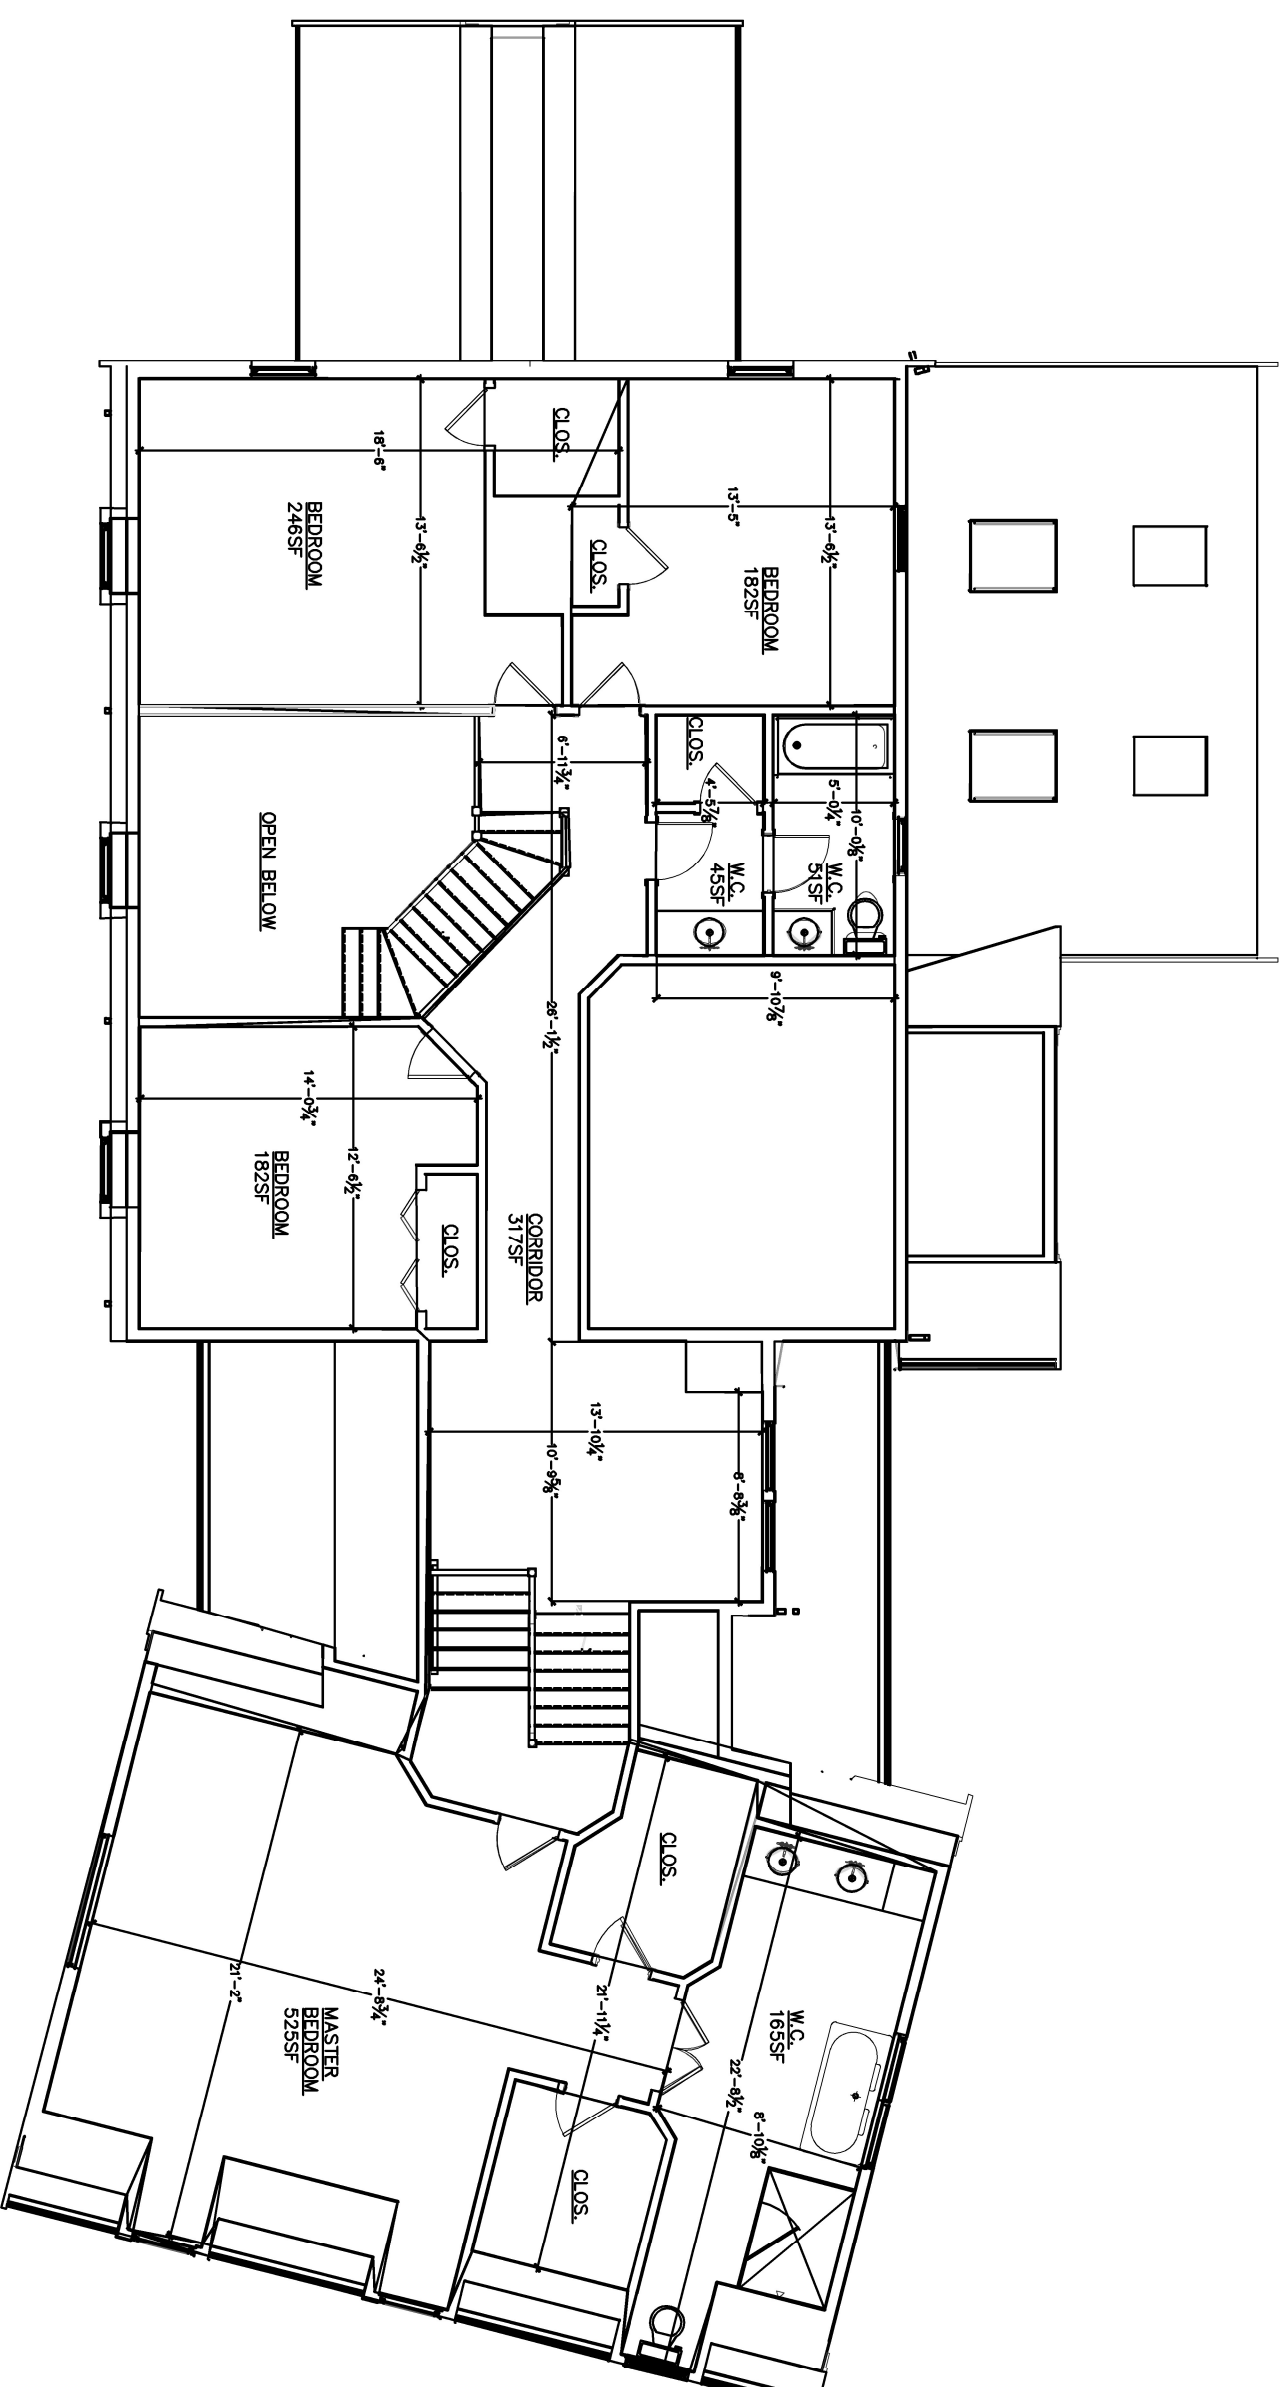 CLOS.
18'-6"
13'-6½"
BEDROOM
246SF
13'-5"
13'-6½"
CLOS.
BEDROOM
182SF
6'-11¾"
CLOS.
4'-5⅞"
5'-0¼"
10'-0⅛"
W.C.
45SF
W.C.
51SF
OPEN BELOW
9'-10⅞"
26'-1½"
14'-0¾"
12'-6½"
BEDROOM
182SF
CLOS.
CORRIDOR
317SF
13'-10¼"
10'-9⅝"
8'-8⅜"
CLOS.
21'-2"
24'-8¾"
21'-11¼"
MASTER
BEDROOM
525SF
W.C.
165SF
22'-8½"
8'-10⅛"
CLOS.